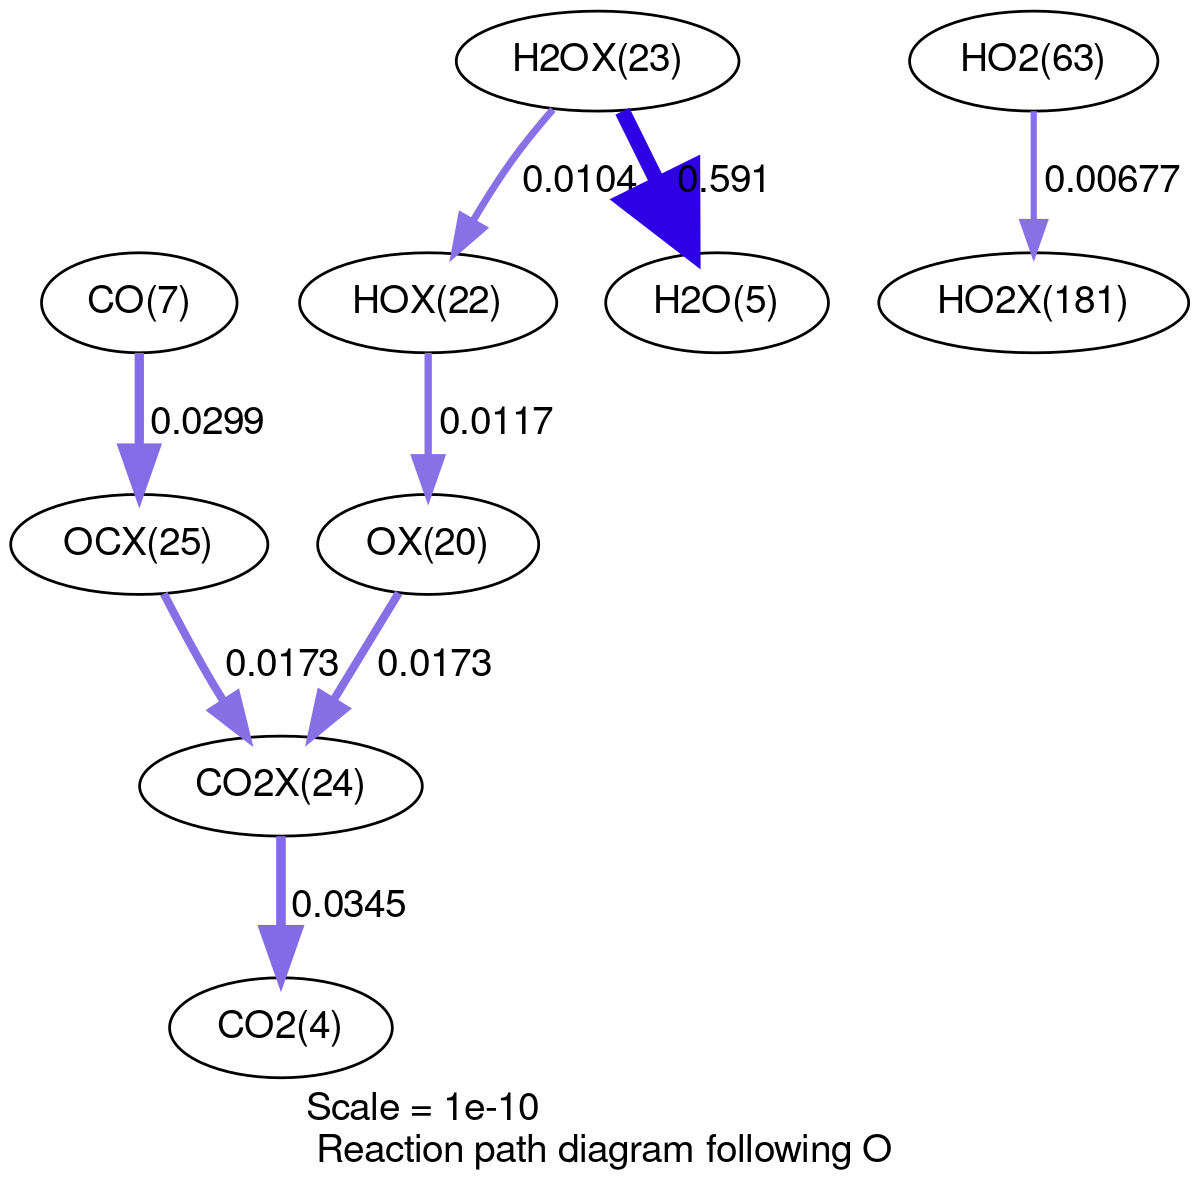 H2OX(23)
HO2(63)
0.0104
0.591
0.00677
CO(7)
HOX(22)
H2O(5)
HO2X(181)
0.0299
0.0117
OCX(25)
OX(20)
0.0173
0.0173
CO2X(24)
0.0345
CO2(4)
Scale = 1e-10
Reaction path diagram following O